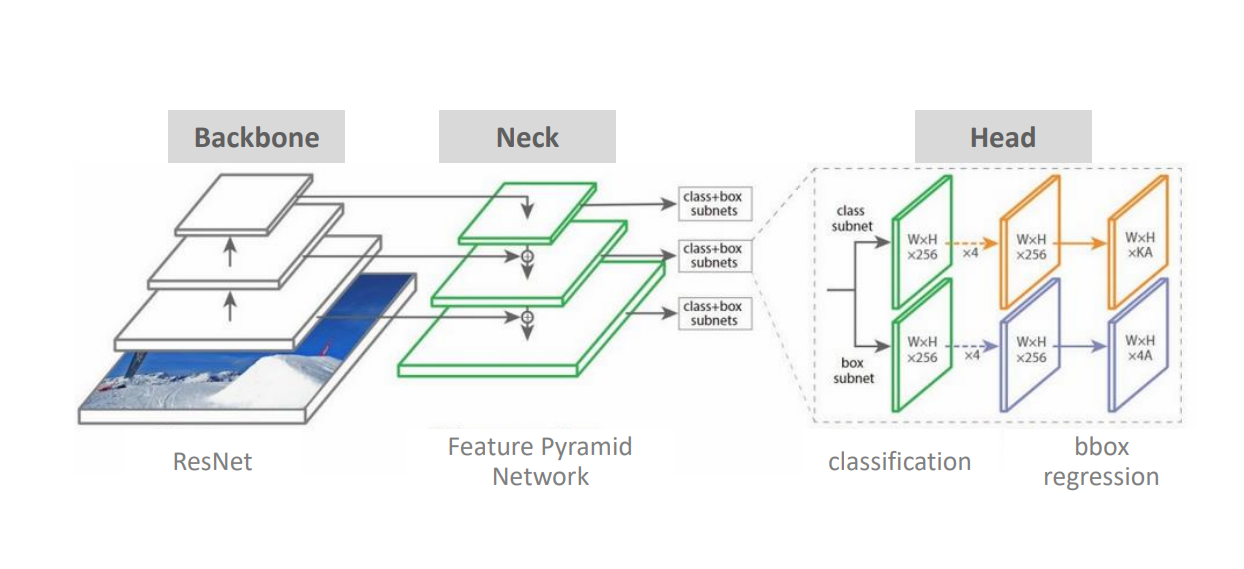 Backbone
Neck
Head
class+box
subnets
class+box
subnets
class+box
subnets
class
subnet
W×H
×256
×4
W×H
×256
W×H
×KA
box
subnet
W×H
×256
×4
W×H
×256
W×H
×4A
ResNet
Feature Pyramid
Network
classification
bbox
regression